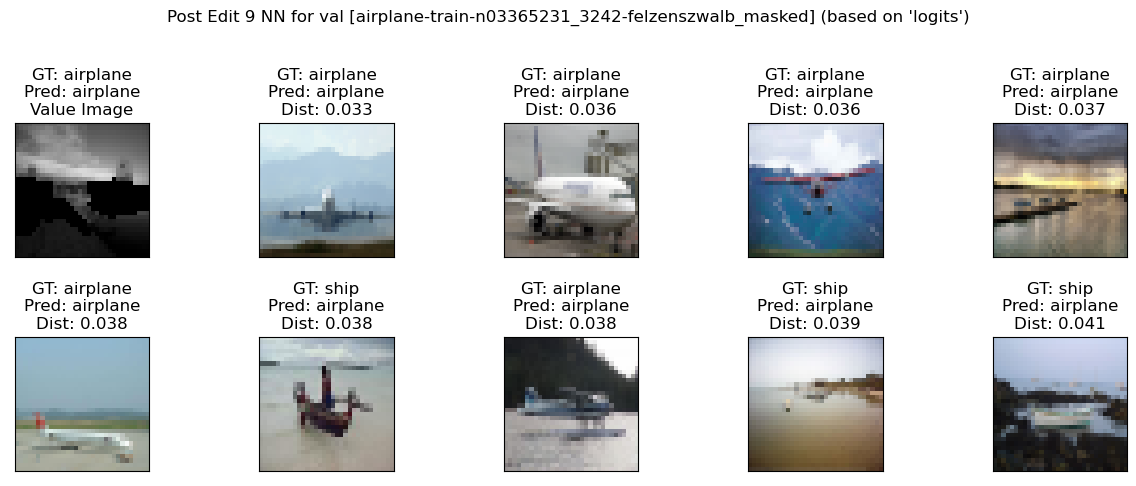 Post Edit 9 NN for val [airplane-train-n03365231_3242-felzenszwalb_masked] (based on 'logits')
GT: airplane
Pred: airplane
Value Image
GT: airplane
Pred: airplane
Dist: 0.033
GT: airplane
Pred: airplane
Dist: 0.036
GT: airplane
Pred: airplane
Dist: 0.036
GT: airplane
Pred: airplane
Dist: 0.037
GT: airplane
Pred: airplane
Dist: 0.038
GT: ship
Pred: airplane
Dist: 0.038
GT: airplane
Pred: airplane
Dist: 0.038
GT: ship
Pred: airplane
Dist: 0.039
GT: ship
Pred: airplane
Dist: 0.041